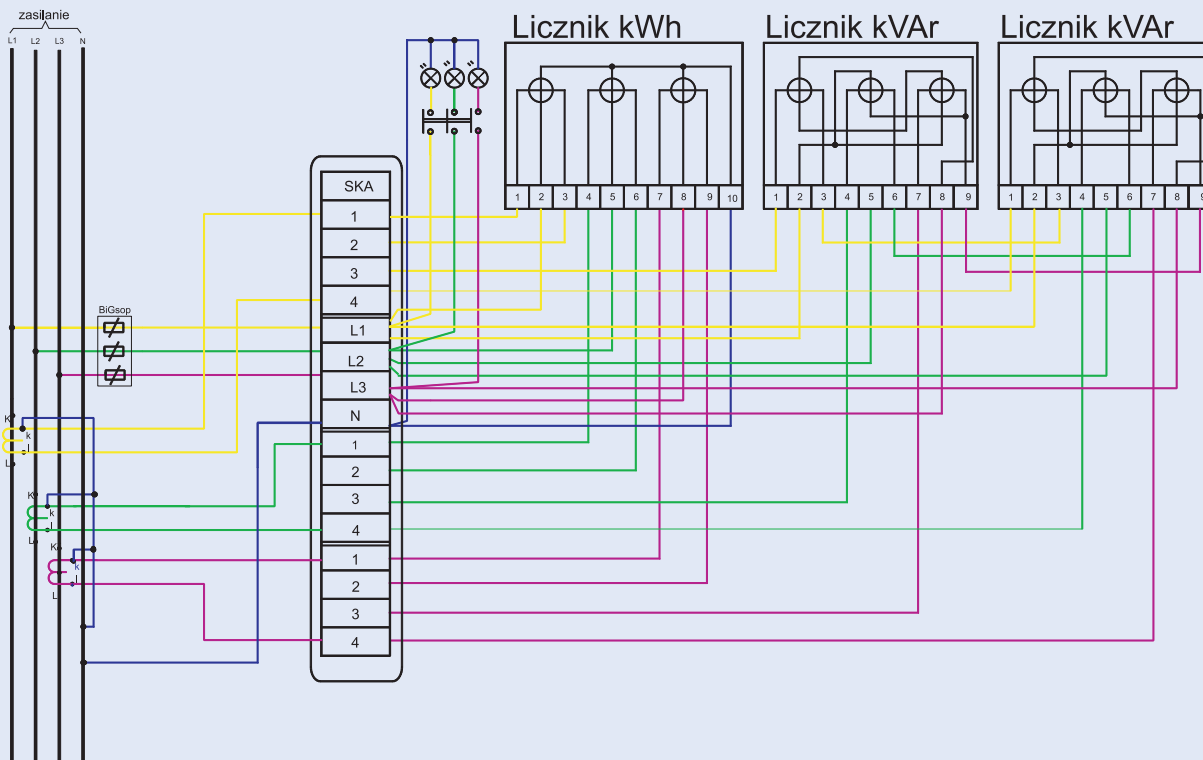 zasilanie
L1 L2 L3 N
Licznik kWh
Licznik kVAr
Licznik kVAr
1 2 3 4 5 6 7 8 9 10
1 2 3 4 5 6 7 8 9
1 2 3 4 5 6 7 8 9
SKA
1
2
3
4
L1
L2
L3
N
1
2
3
4
1
2
3
4
BiGsop
K
k
l
L
K
k
l
L
K
k
l
L